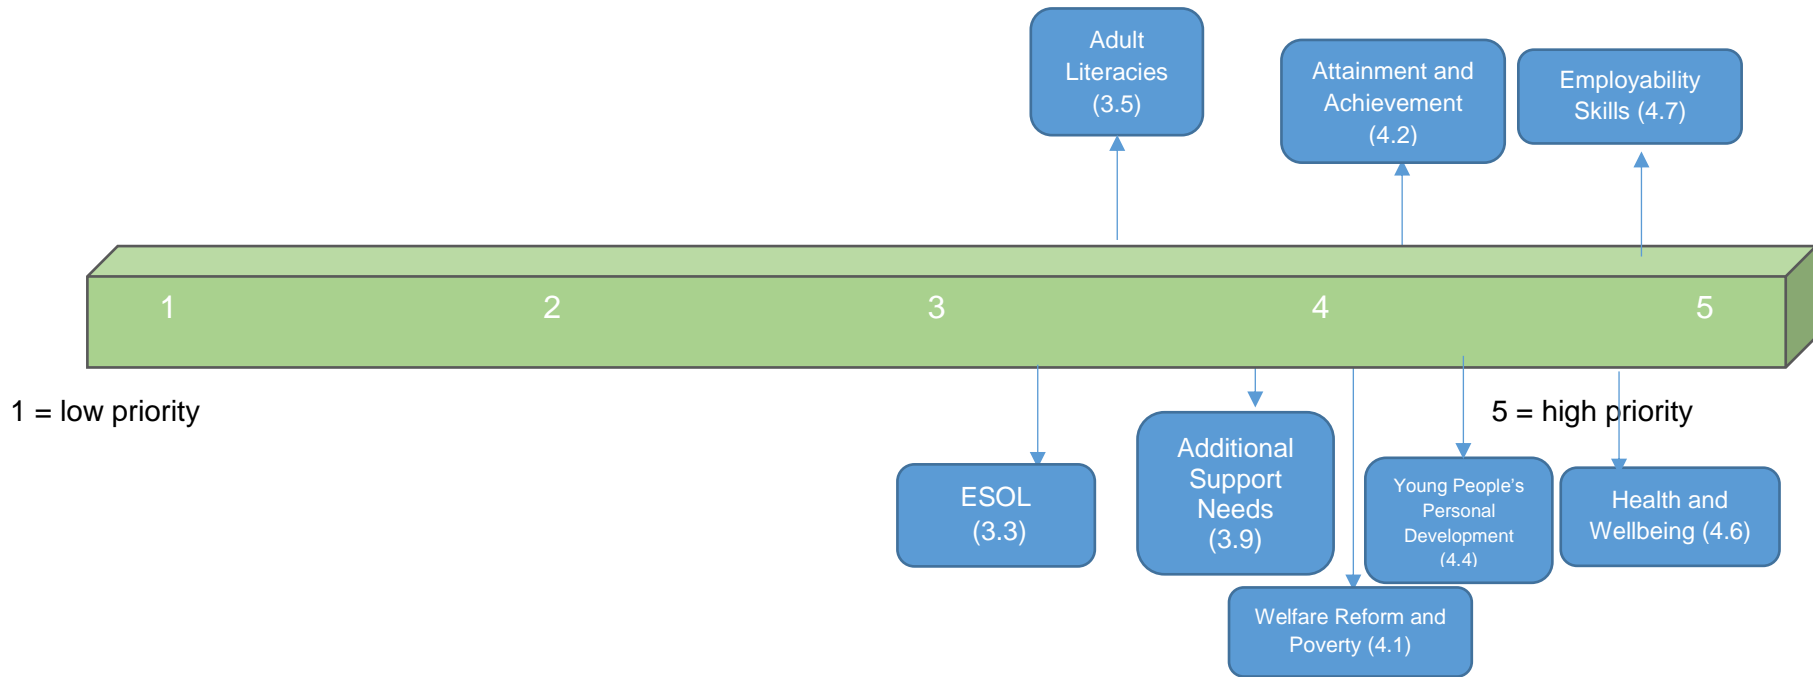 Adult
Literacies
(3.5)
Attainment and
Achievement
(4.2)
Employability
Skills (4.7)
1 2 3 4 5
1 = low priority
5 = high priority
ESOL
(3.3)
Additional
Support
Needs
(3.9)
Young People’s
Personal
Development
(4.4)
Health and
Wellbeing (4.6)
Welfare Reform and
Poverty (4.1)